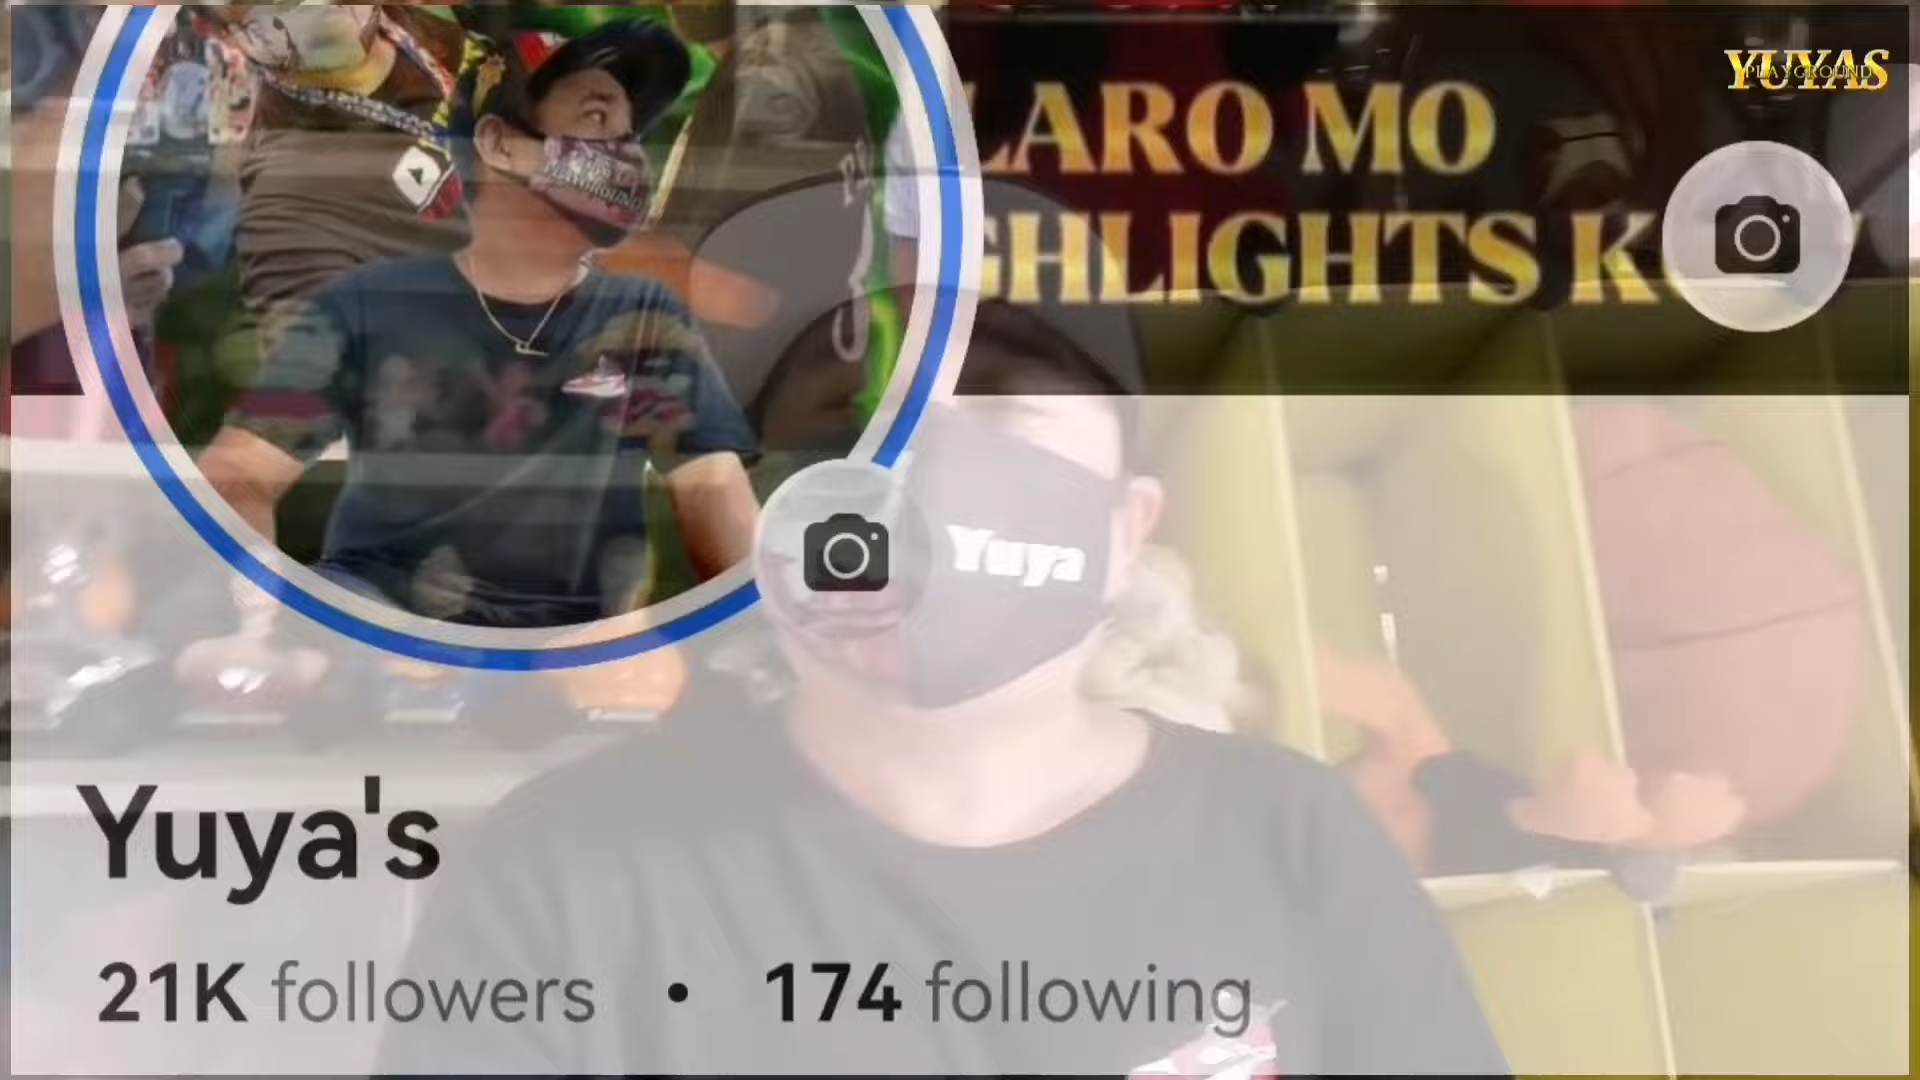 YUYAS
PLAYGROUND
LARO MO
GHLIGHTS K
Yuya
Yuya's
21K followers • 174 following